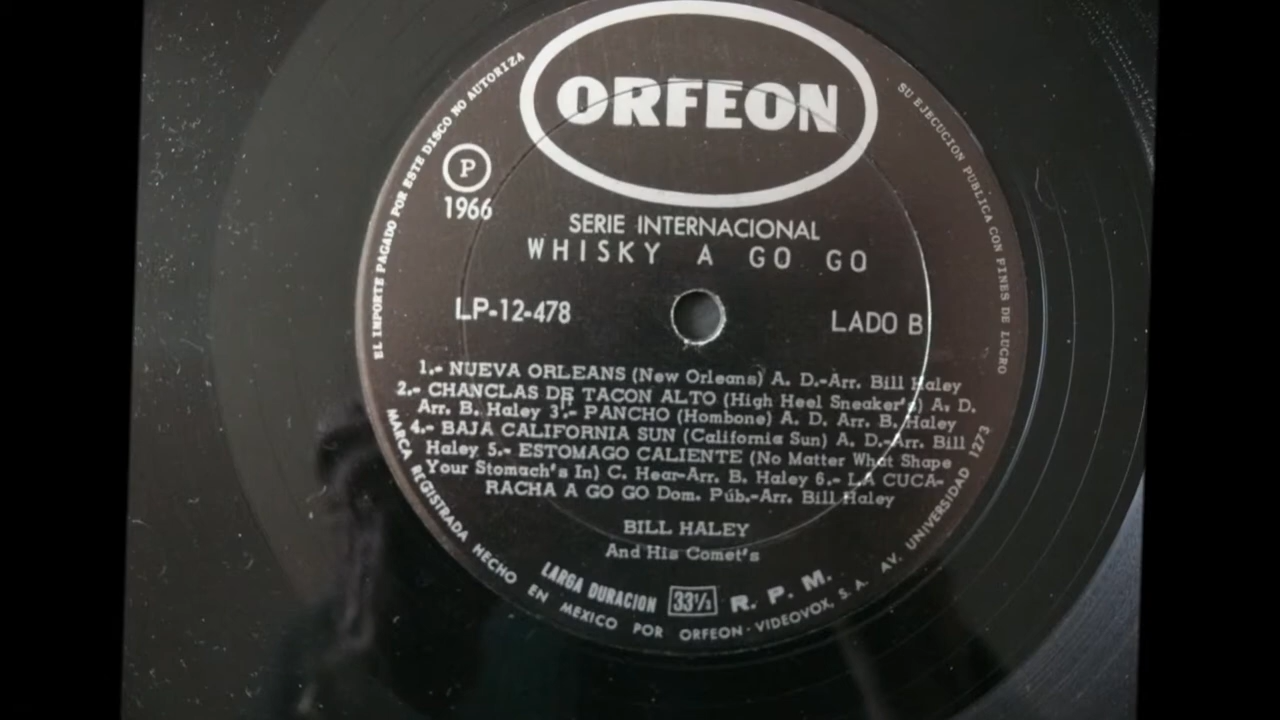 ORFEON
EL IMPORTE PAGADO POR ESTE DISCO NO AUTORIZA
SU EJECUCION PUBLICA CON FINES DE LUCRO
P
1966
SERIE INTERNACIONAL
WHISKY A GO GO
LP-12-478
LADO B
1.- NUEVA ORLEANS (New Orleans) A. D.-Arr. Bill Haley
2.- CHANCLAS DE TACON ALTO (High Heel Sneaker's) A. D.
Arr. B. Haley 3.- PANCHO (Hombone) A. D. Arr. B. Haley
4.- BAJA CALIFORNIA SUN (California Sun) A. D.-Arr. Bill
Haley 5.- ESTOMAGO CALIENTE (No Matter What Shape
Your Stomach's In) C. Hear-Arr. B. Haley 6.- LA CUCA-
RACHA A GO GO Dom. Púb.-Arr. Bill Haley
BILL HALEY
And His Comet's
LARGA DURACION 33⅓ R. P. M.
MARCA REGISTRADA HECHO EN MEXICO POR ORFEON-VIDEOVOX, S. A. AV. UNIVERSIDAD 1273